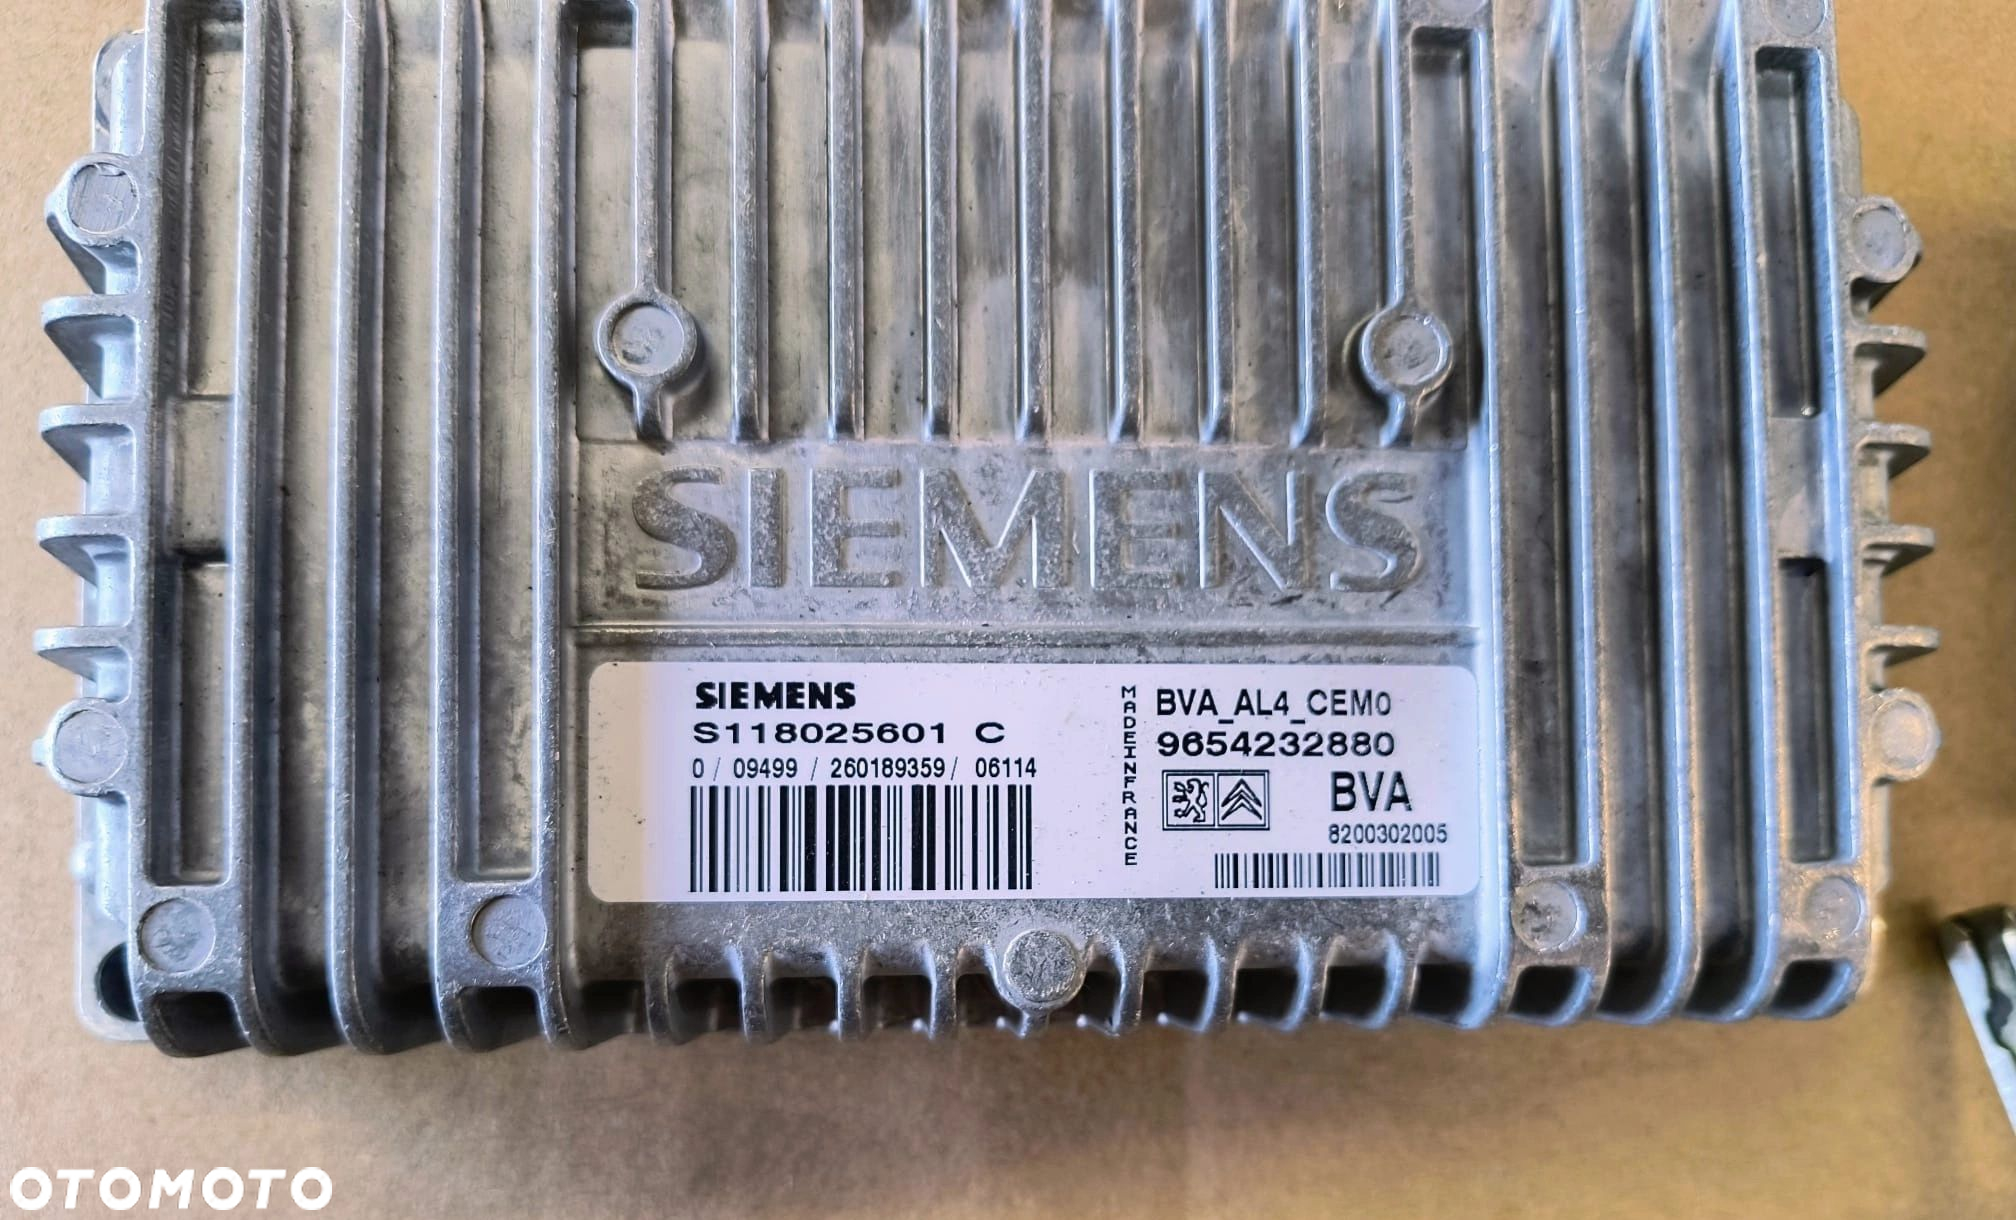 SIEMENS
SIEMENS
S118025601 C
0 / 09499 / 260189359 / 06114
MADEINFRANCE
BVA_AL4_CEM0
9654232880
BVA
8200302005
OTOMOTO